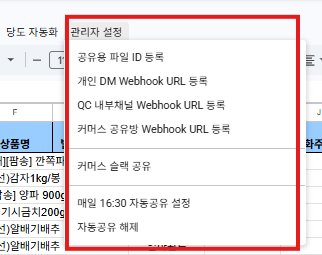 당도 자동화 관리자 설정
공유용 파일 ID 등록
개인 DM Webhook URL 등록
QC 내부채널 Webhook URL 등록
커머스 공유방 Webhook URL 등록
커머스 슬랙 공유
매일 16:30 자동공유 설정
자동공유 해제
F
J
상품명
][팜송] 깐쪽파
선)감자1kg/봉
팜송] 양파 900g
기시금치200g
선)알배기배추
선)알배기배추